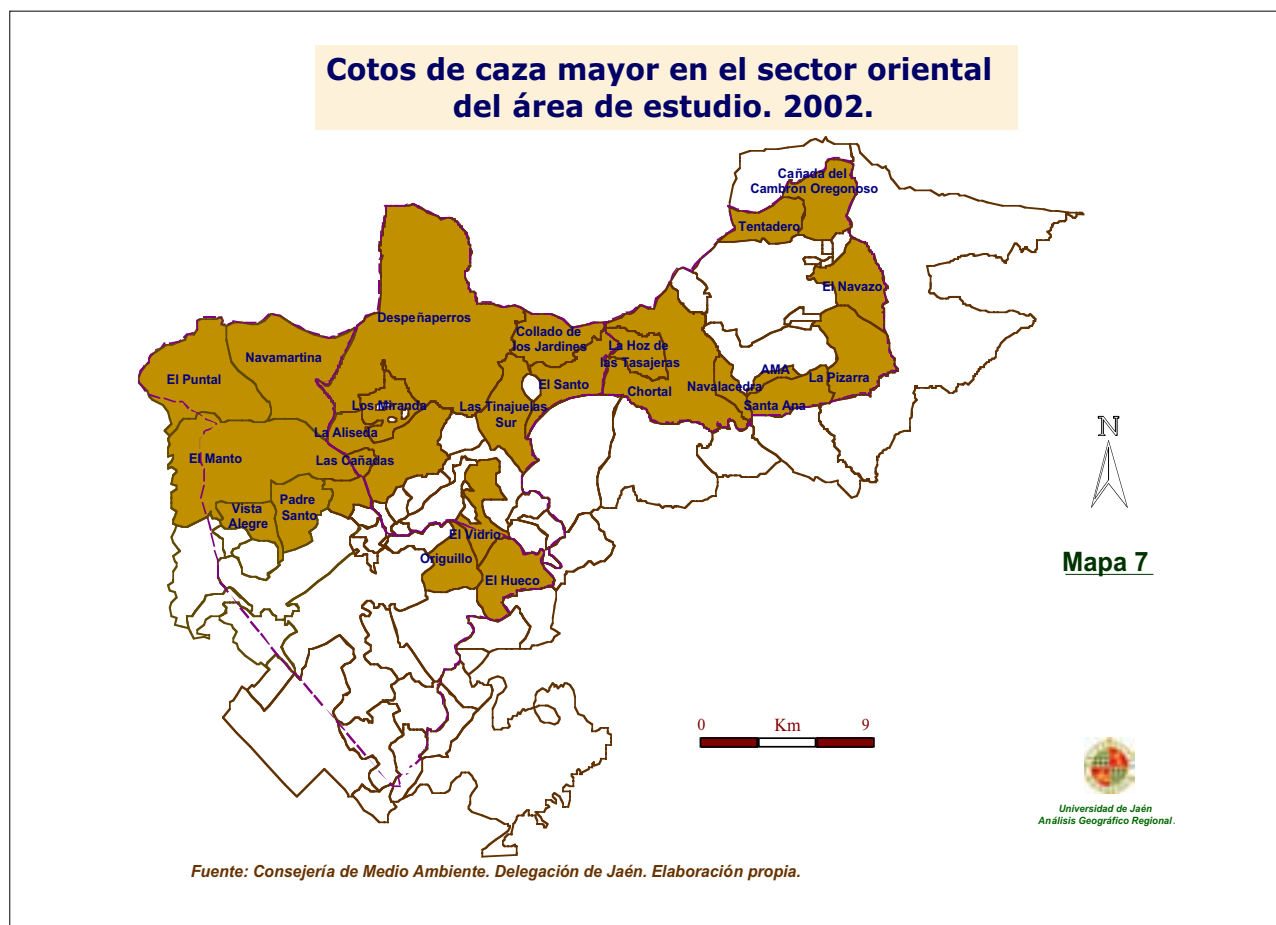 Cotos de caza mayor en el sector oriental
del área de estudio. 2002.
Cañada del
Cambrón Oregonoso
Tentadero
El Navazo
Despeñaperros
Collado de
los Jardines
La Hoz de
las Tasajeras
Navamartina
El Puntal
AMA
La Pizarra
El Santo
Chortal
Navalacedra
Santa Ana
Los Miranda
Las Tinajuelas
Sur
La Aliseda
El Manto
Las Cañadas
Vista
Alegre
Padre
Santo
El Vidrio
Origuillo
El Hueco
N
Mapa 7
0 Km 9
Universidad de Jaén
Análisis Geográfico Regional.
Fuente: Consejería de Medio Ambiente. Delegación de Jaén. Elaboración propia.